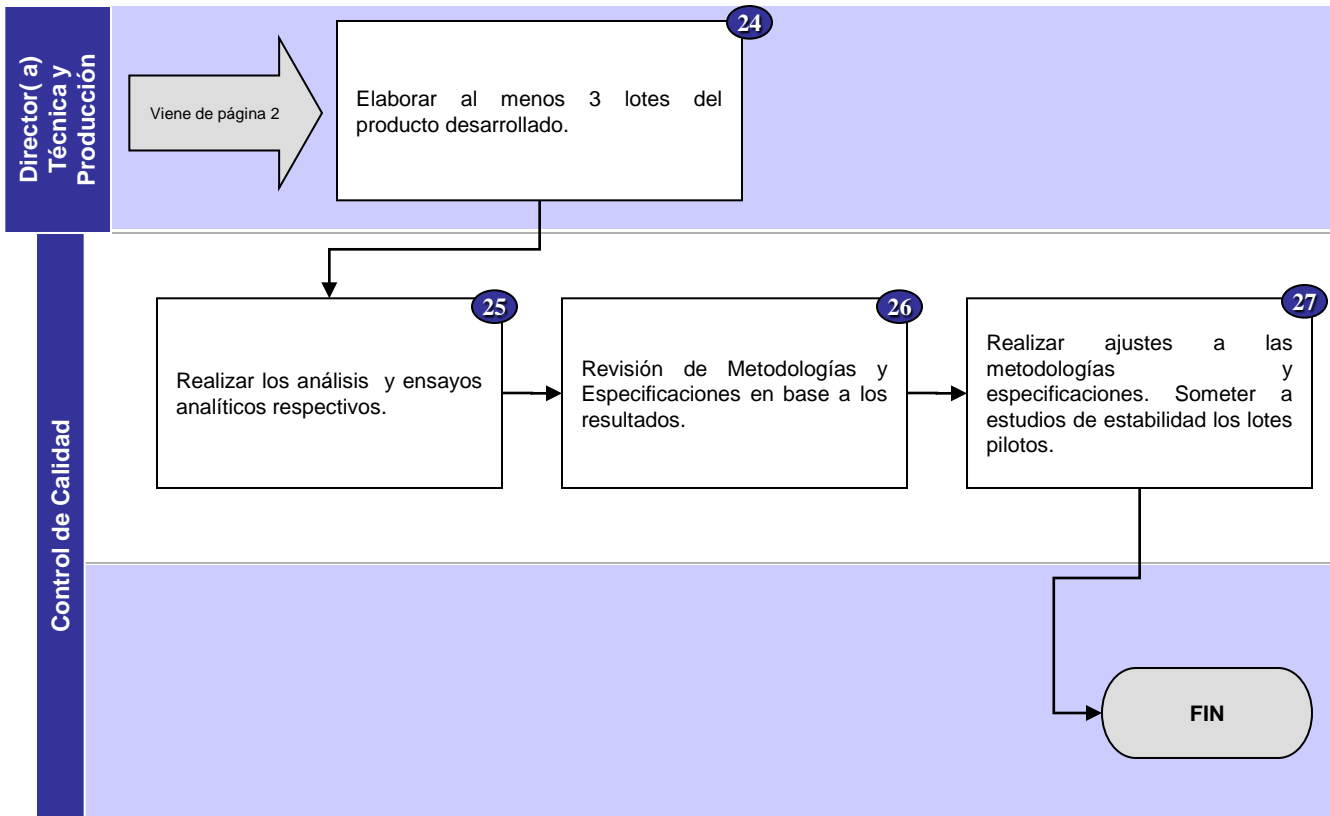 Director( a)
Técnica y
Producción
Viene de página 2
24
Elaborar al menos 3 lotes del
producto desarrollado.
Control de Calidad
25
Realizar los análisis y ensayos
analíticos respectivos.
26
Revisión de Metodologías y
Especificaciones en base a los
resultados.
27
Realizar ajustes a las
metodologías y
especificaciones. Someter a
estudios de estabilidad los lotes
pilotos.
FIN